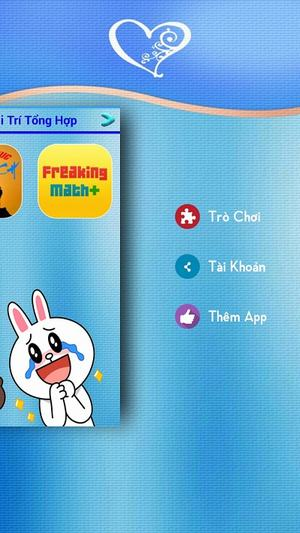 i Trí Tổng Hợp
Freaking
Math+
Trò Chơi
Tài Khoản
Thêm App